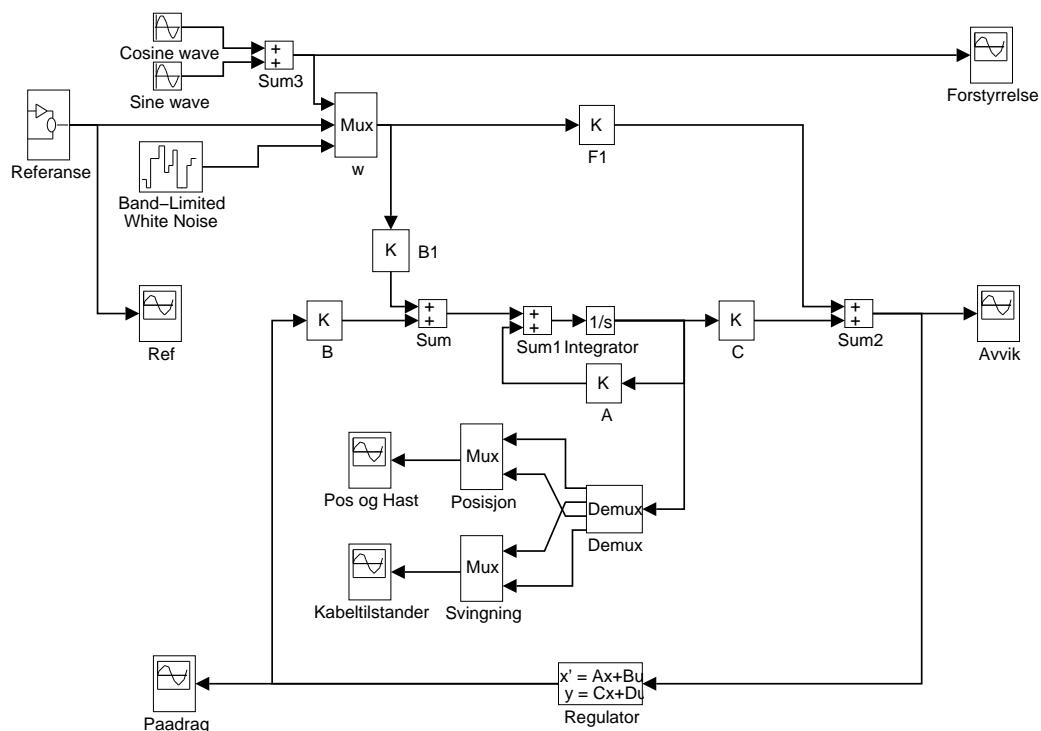 Cosine wave
+
+
Sum3
Sine wave
Forstyrrelse
Referanse
Mux
w
K
F1
Band−Limited
White Noise
K
B1
Ref
K
B
+
+
Sum
+
+
Sum1
1/s
Integrator
K
C
+
+
Sum2
Avvik
K
A
Pos og Hast
Mux
Posisjon
Demux
Demux
Kabeltilstander
Mux
Svingning
Paadrag
x' = Ax+Bu
y = Cx+Du
Regulator